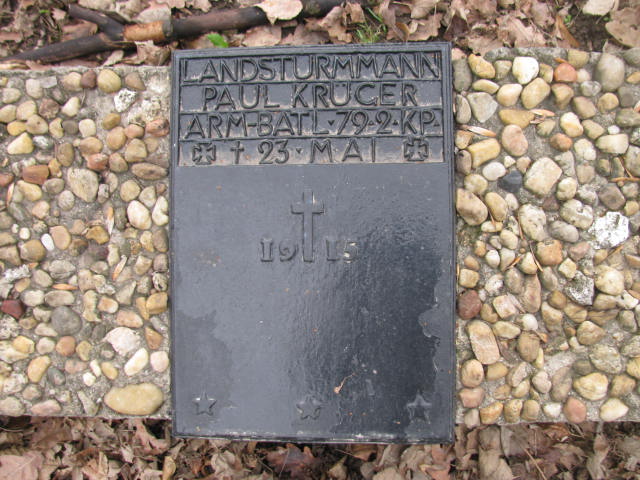 LANDSTURMMANN
PAUL KRÜGER
ARM-BATL·79·2·KP.
† 23·MAI
1915